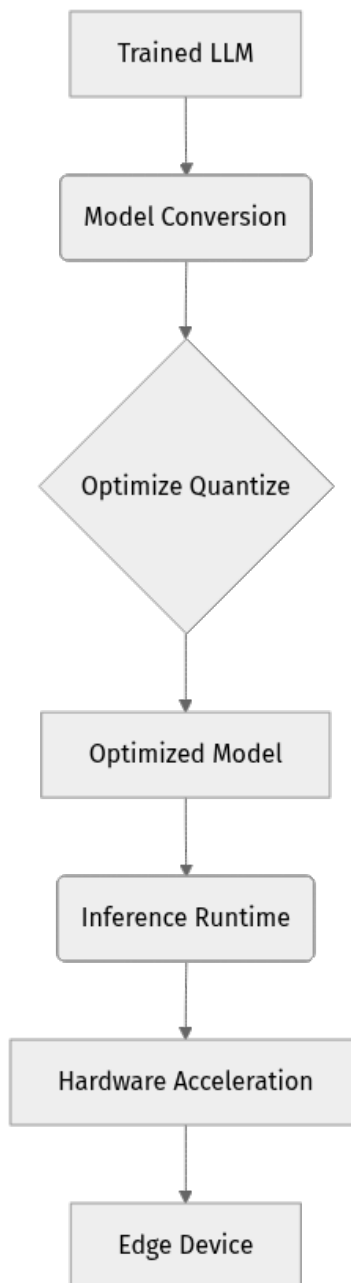 Trained LLM
Model Conversion
Optimize Quantize
Optimized Model
Inference Runtime
Hardware Acceleration
Edge Device